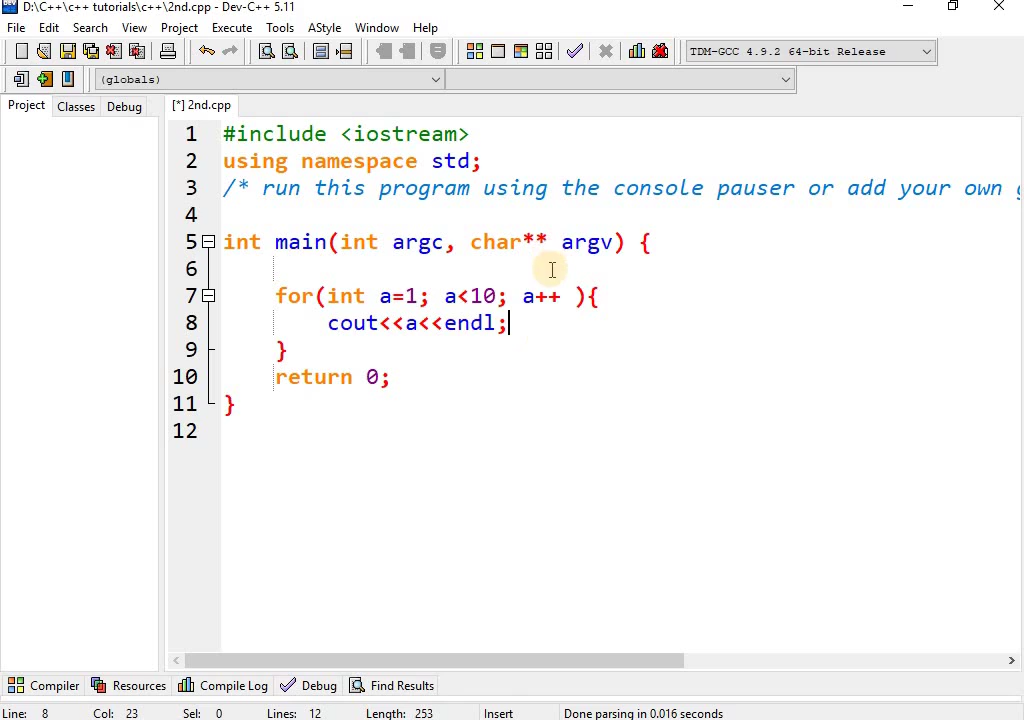 D:\C++\c++ tutorials\c++\2nd.cpp - Dev-C++ 5.11
File Edit Search View Project Execute Tools AStyle Window Help
TDM-GCC 4.9.2 64-bit Release
(globals)
Project Classes Debug [*] 2nd.cpp
1 #include <iostream>
2 using namespace std;
3 /* run this program using the console pauser or add your own
4
5 int main(int argc, char** argv) {
6
7 for(int a=1; a<10; a++ ){
8 cout<<a<<endl;
9 }
10 return 0;
11 }
12
Compiler Resources Compile Log Debug Find Results
Line: 8 Col: 23 Sel: 0 Lines: 12 Length: 253 Insert Done parsing in 0.016 seconds